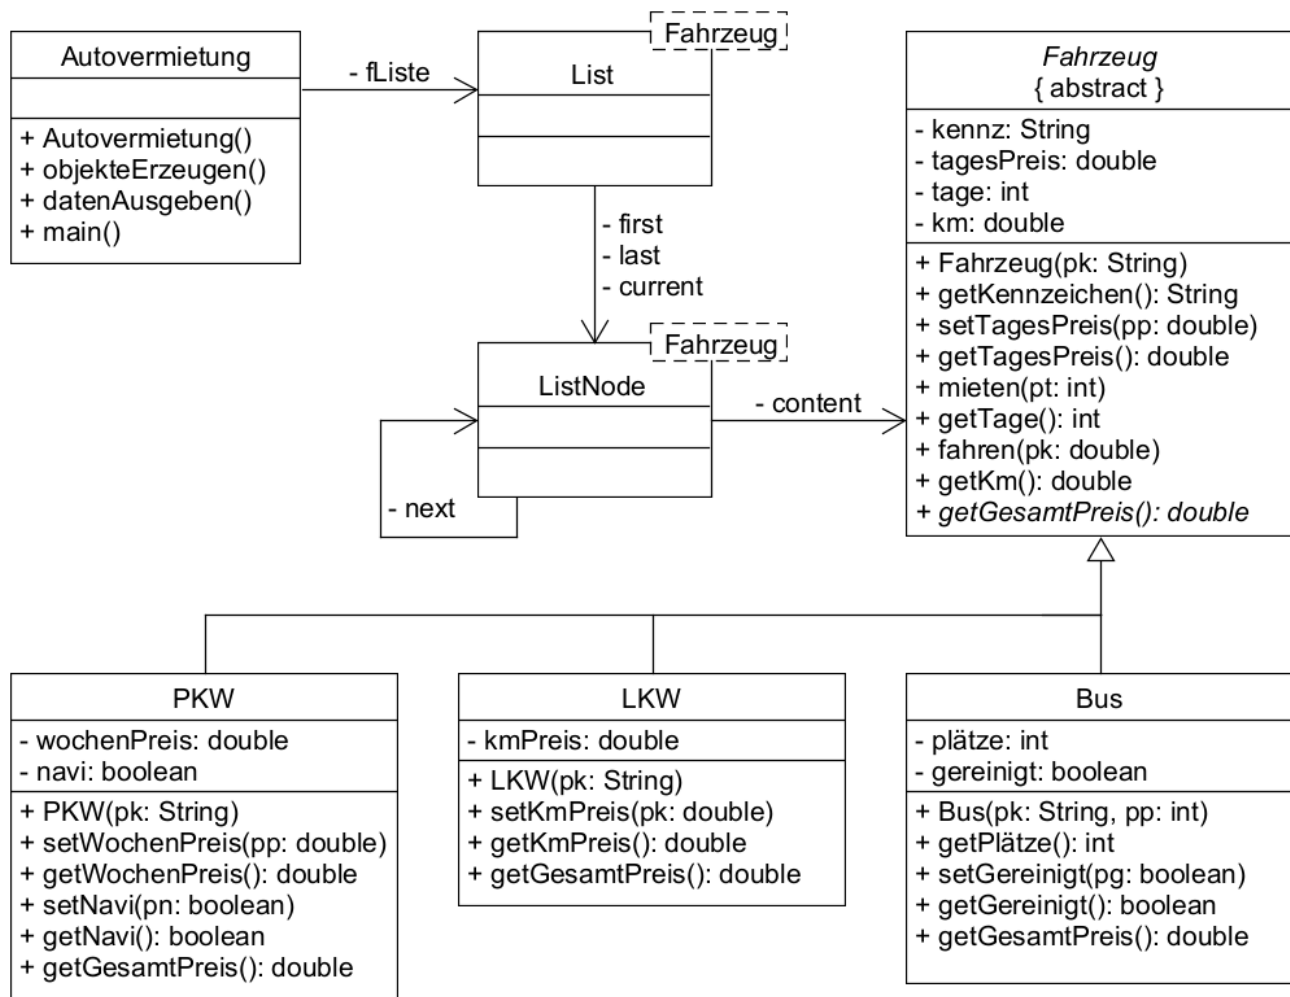 Autovermietung
+ Autovermietung()
+ objekteErzeugen()
+ datenAusgeben()
+ main()
- fListe
Fahrzeug
List
- first
- last
- current
Fahrzeug
ListNode
- next
- content
Fahrzeug
{ abstract }
- kennz: String
- tagesPreis: double
- tage: int
- km: double
+ Fahrzeug(pk: String)
+ getKennzeichen(): String
+ setTagesPreis(pp: double)
+ getTagesPreis(): double
+ mieten(pt: int)
+ getTage(): int
+ fahren(pk: double)
+ getKm(): double
+ getGesamtPreis(): double
PKW
- wochenPreis: double
- navi: boolean
+ PKW(pk: String)
+ setWochenPreis(pp: double)
+ getWochenPreis(): double
+ setNavi(pn: boolean)
+ getNavi(): boolean
+ getGesamtPreis(): double
LKW
- kmPreis: double
+ LKW(pk: String)
+ setKmPreis(pk: double)
+ getKmPreis(): double
+ getGesamtPreis(): double
Bus
- plätze: int
- gereinigt: boolean
+ Bus(pk: String, pp: int)
+ getPlätze(): int
+ setGereinigt(pg: boolean)
+ getGereinigt(): boolean
+ getGesamtPreis(): double